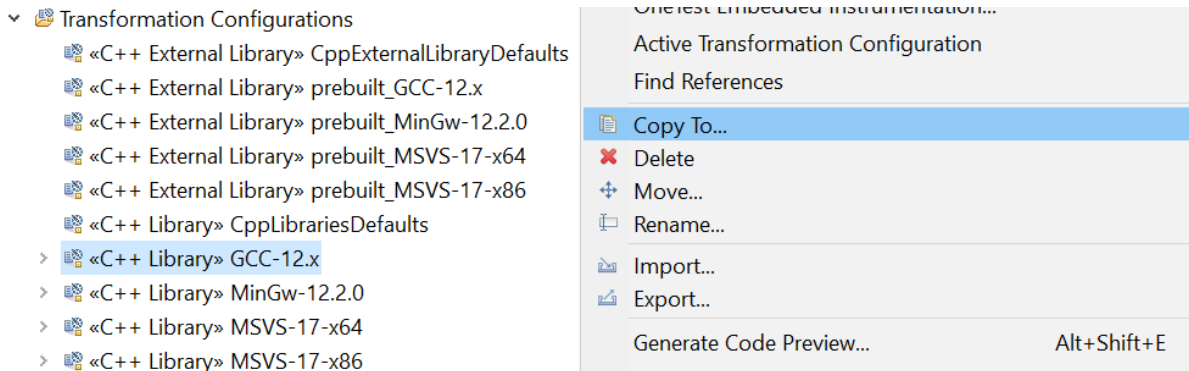 Transformation Configurations
«C++ External Library» CppExternalLibraryDefaults
«C++ External Library» prebuilt_GCC-12.x
«C++ External Library» prebuilt_MinGw-12.2.0
«C++ External Library» prebuilt_MSVS-17-x64
«C++ External Library» prebuilt_MSVS-17-x86
«C++ Library» CppLibrariesDefaults
«C++ Library» GCC-12.x
«C++ Library» MinGw-12.2.0
«C++ Library» MSVS-17-x64
«C++ Library» MSVS-17-x86
OneTest Embedded Instrumentation...
Active Transformation Configuration
Find References
Copy To...
Delete
Move...
Rename...
Import...
Export...
Generate Code Preview... Alt+Shift+E